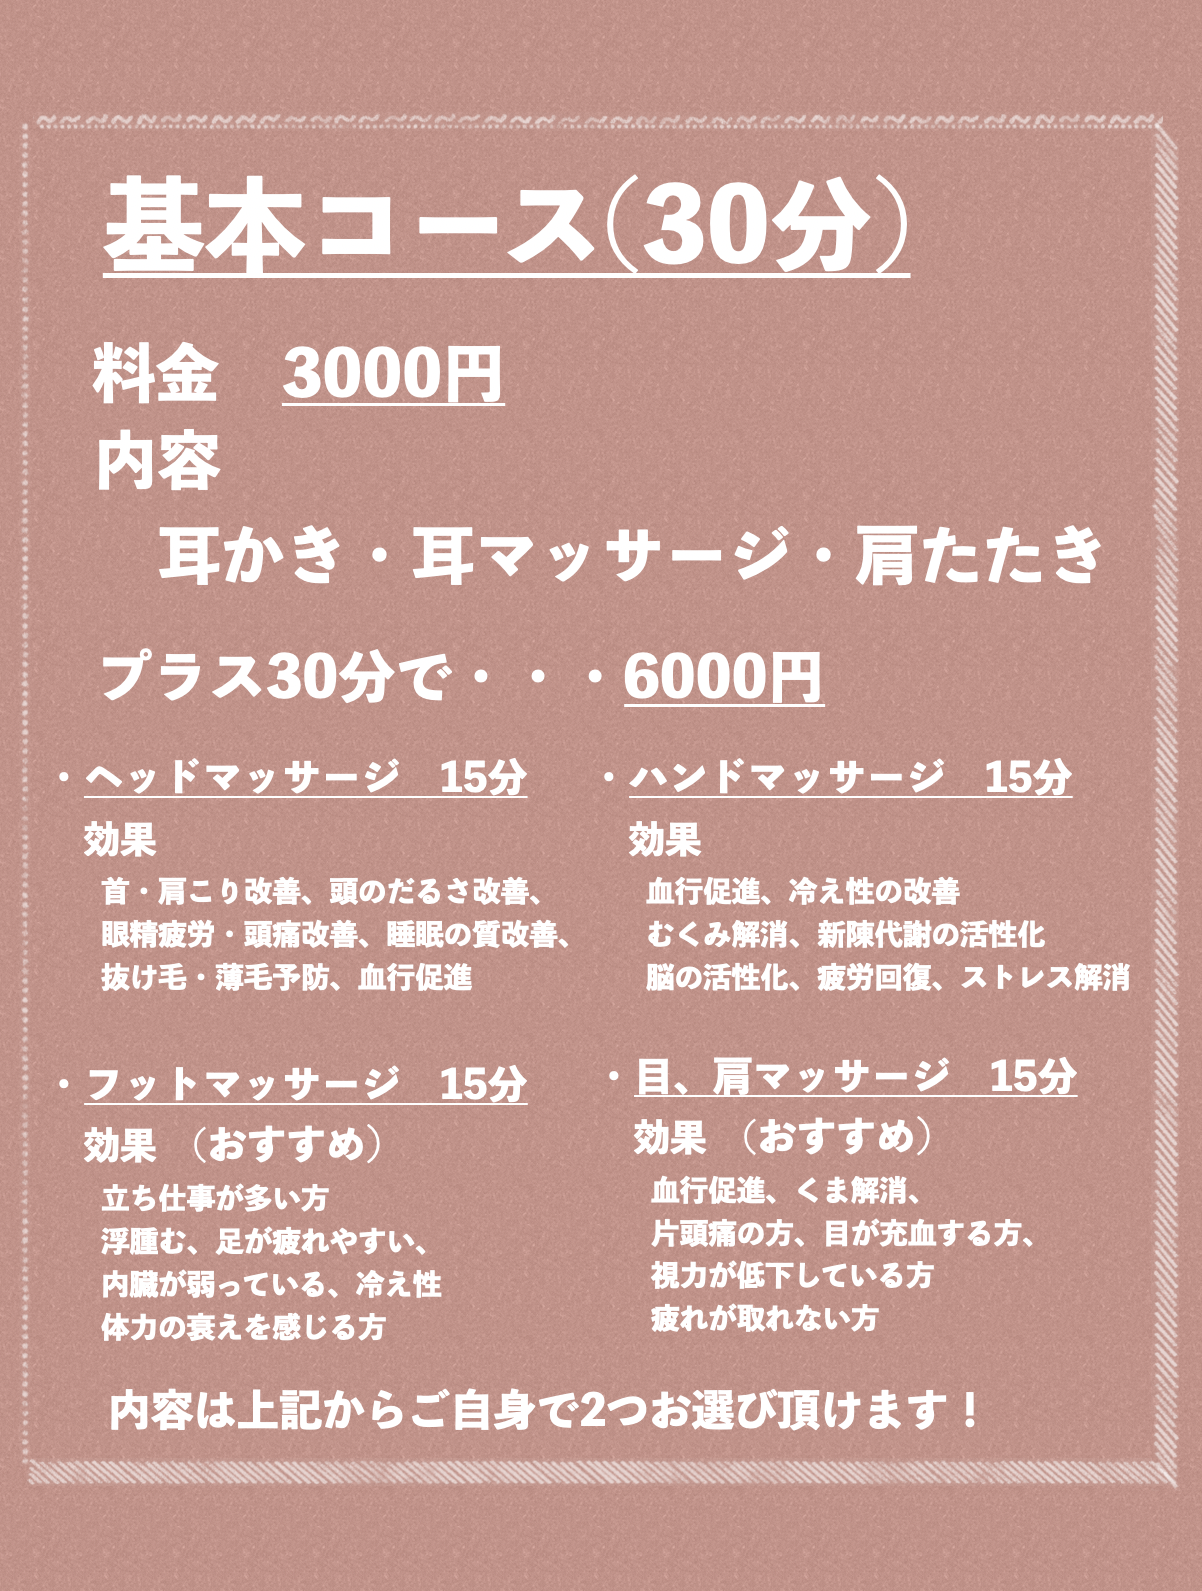 基本コース(30分)
料金　3000円
内容
耳かき・耳マッサージ・肩たたき
プラス30分で・・・6000円
・ヘッドマッサージ　15分
効果
首・肩こり改善、頭のだるさ改善、
眼精疲労・頭痛改善、睡眠の質改善、
抜け毛・薄毛予防、血行促進
・ハンドマッサージ　15分
効果
血行促進、冷え性の改善
むくみ解消、新陳代謝の活性化
脳の活性化、疲労回復、ストレス解消
・フットマッサージ　15分
効果（おすすめ）
立ち仕事が多い方
浮腫む、足が疲れやすい、
内臓が弱っている、冷え性
体力の衰えを感じる方
・目、肩マッサージ　15分
効果（おすすめ）
血行促進、くま解消、
片頭痛の方、目が充血する方、
視力が低下している方
疲れが取れない方
内容は上記からご自身で2つお選び頂けます！